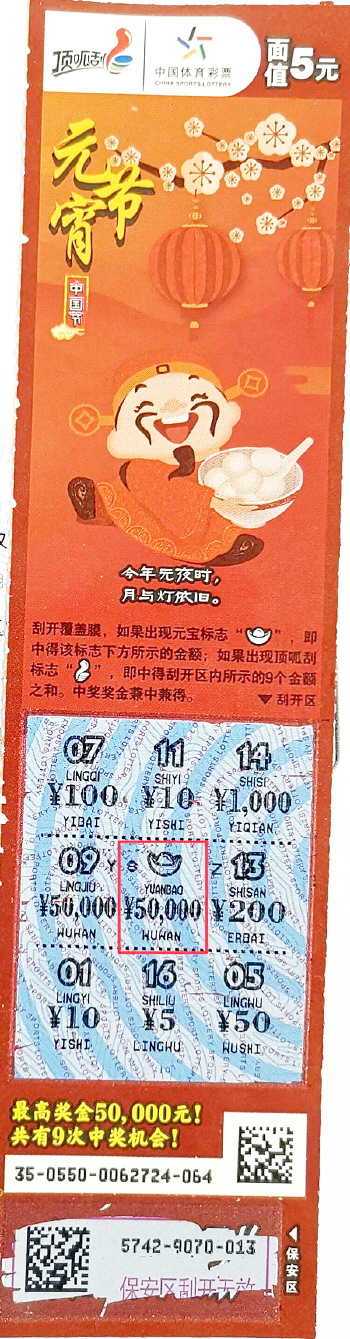 顶呱刮
中国体育彩票
CHINA SPORTS LOTTERY
面值5元
元宵节
中国节
今年元夜时，
月与灯依旧。
刮开覆盖膜，如果出现元宝标志“ ”，即
中得该标志下方所示的金额；如果出现顶呱刮
标志“ ”，即中得刮开区内所示的9个金额
之和。中奖奖金兼中兼得。
▼刮开区
07 11 14
LINGQI SHIYI SHISI
¥100 ¥10 ¥1,000
YIBAI YISHI YIQIAN
09 13
LINGJIU YUANBAO SHISAN
¥50,000 ¥50,000 ¥200
WUWAN WUWAN ERBAI
01 16 05
LINGYI SHILIU LINGWU
¥10 ¥5 ¥50
YISHI LINGWU WUSHI
最高奖金50,000元！
共有9次中奖机会！
35-0550-0062724-064
5742-9070-013
保安区刮开无效
◀保安区